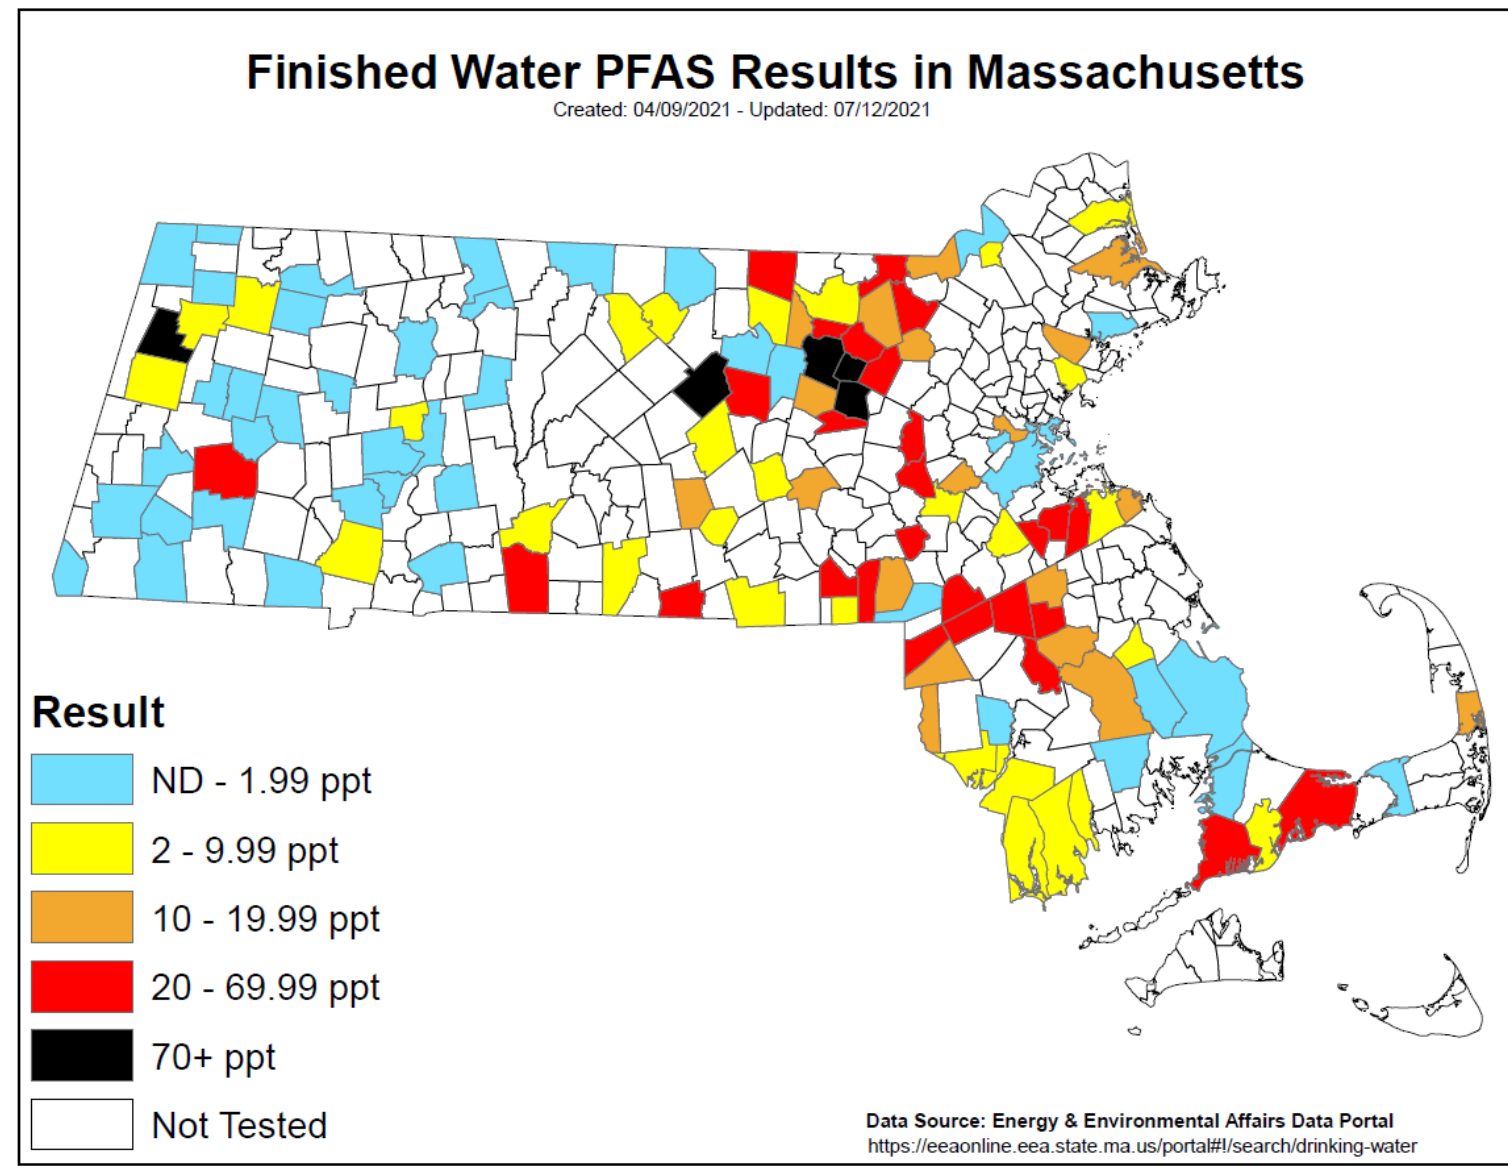 Finished Water PFAS Results in Massachusetts
Created: 04/09/2021 - Updated: 07/12/2021
Result
ND - 1.99 ppt
2 - 9.99 ppt
10 - 19.99 ppt
20 - 69.99 ppt
70+ ppt
Not Tested
Data Source: Energy & Environmental Affairs Data Portal
https://eeaonline.eea.state.ma.us/portal#!/search/drinking-water